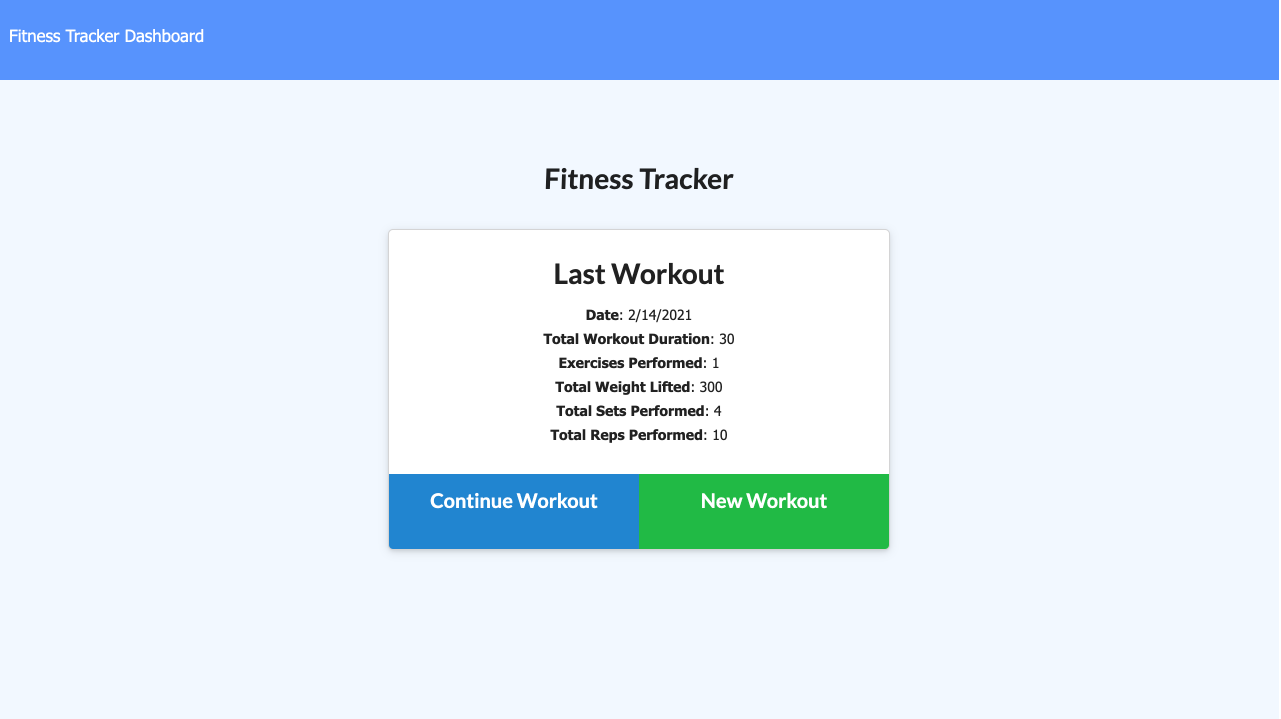 Fitness Tracker Dashboard
Fitness Tracker
Last Workout
Date: 2/14/2021
Total Workout Duration: 30
Exercises Performed: 1
Total Weight Lifted: 300
Total Sets Performed: 4
Total Reps Performed: 10
Continue Workout
New Workout